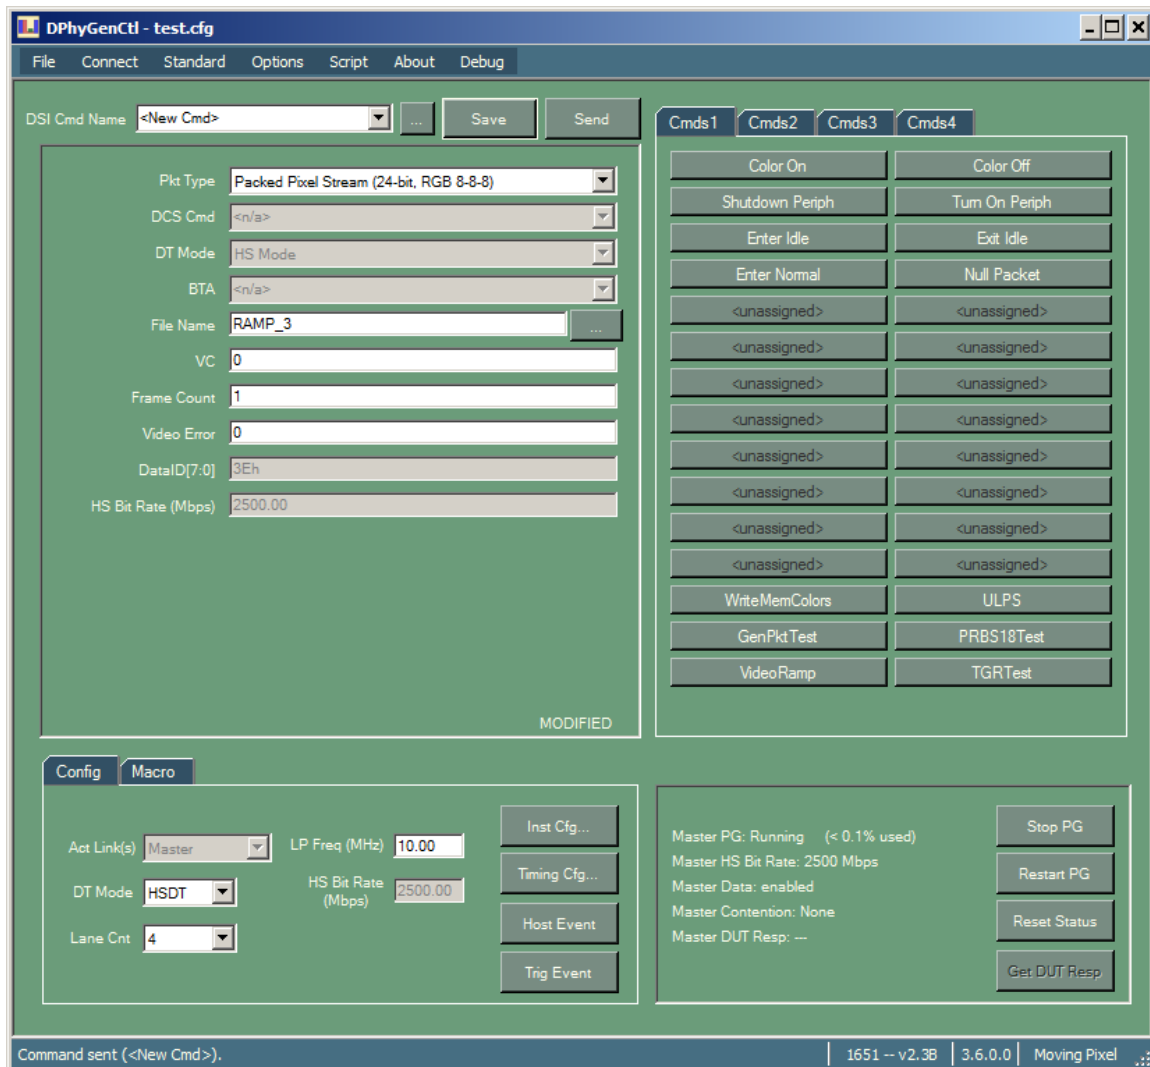 DPhyGenCtl - test.cfg
File Connect Standard Options Script About Debug
DSI Cmd Name <New Cmd> ... Save Send
Pkt Type Packed Pixel Stream (24-bit, RGB 8-8-8)
DCS Cmd <n/a>
DT Mode HS Mode
BTA <n/a>
File Name RAMP_3 ...
VC 0
Frame Count 1
Video Error 0
DataID[7:0] 3Eh
HS Bit Rate (Mbps) 2500.00
MODIFIED
Cmds1 Cmds2 Cmds3 Cmds4
Color On Color Off
Shutdown Periph Turn On Periph
Enter Idle Exit Idle
Enter Normal Null Packet
<unassigned> <unassigned>
<unassigned> <unassigned>
<unassigned> <unassigned>
<unassigned> <unassigned>
<unassigned> <unassigned>
<unassigned> <unassigned>
<unassigned> <unassigned>
<unassigned> <unassigned>
WriteMemColors ULPS
GenPktTest PRBS18Test
VideoRamp TGRTest
Config Macro
Act Link(s) Master LP Freq (MHz) 10.00 Inst Cfg...
DT Mode HSDT HS Bit Rate (Mbps) 2500.00 Timing Cfg...
Lane Cnt 4 Host Event
Trig Event
Master PG: Running (< 0.1% used)
Master HS Bit Rate: 2500 Mbps
Master Data: enabled
Master Contention: None
Master DUT Resp: ---
Stop PG
Restart PG
Reset Status
Get DUT Resp
Command sent (<New Cmd>). 1651 -- v2.3B 3.6.0.0 Moving Pixel